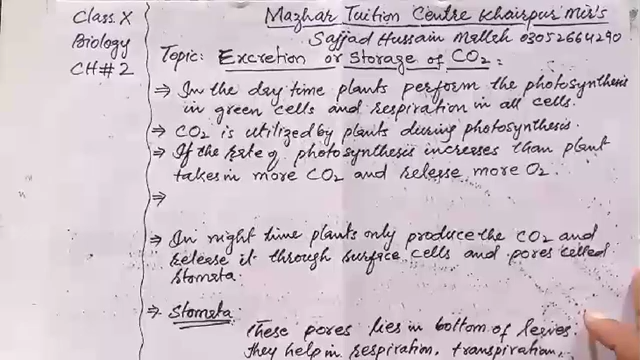 Class. X
Mazhar Tuition Centre Khairpur Mir's
Biology
Sajjad Hussain Malleh 03052664290
CH#2
Topic: Excretion or Storage of CO2:
⇒ In the day time plants perform the photosynthesis
in green cells and respiration in all cells.
⇒ CO2 is utilized by plants during photosynthesis.
⇒ If the rate of photosynthesis increases than plant
takes in more CO2 and release more O2.
⇒
⇒ In night time plants only produce the CO2 and
release it through surface cells and pores called
Stomata.
⇒ Stomata:
These pores lies in bottom of leaves.
they help in respiration, transpiration.